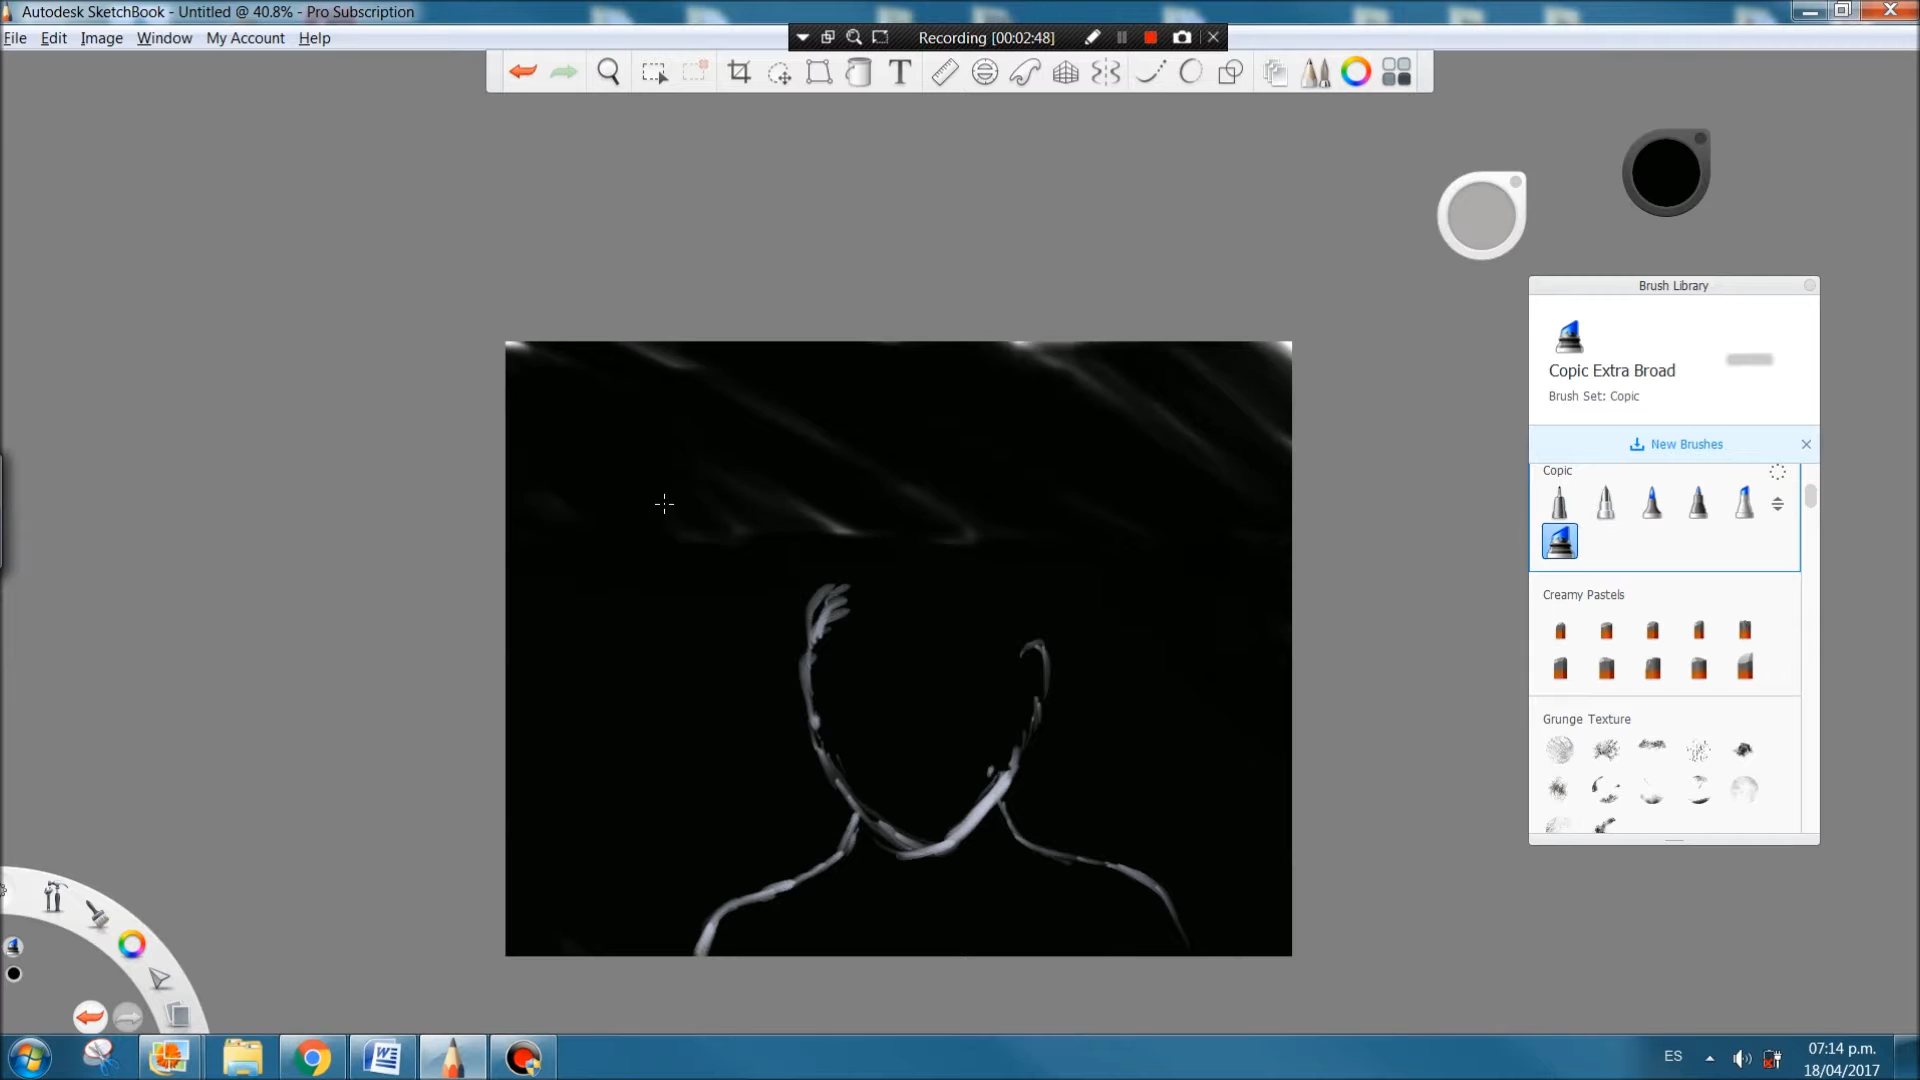 Autodesk SketchBook - Untitled @ 40.8% - Pro Subscription
File Edit Image Window My Account Help
Recording [00:02:48]
T
Brush Library
Copic Extra Broad
Brush Set: Copic
New Brushes
Copic
Creamy Pastels
Grunge Texture
ES
07:14 p.m.
18/04/2017